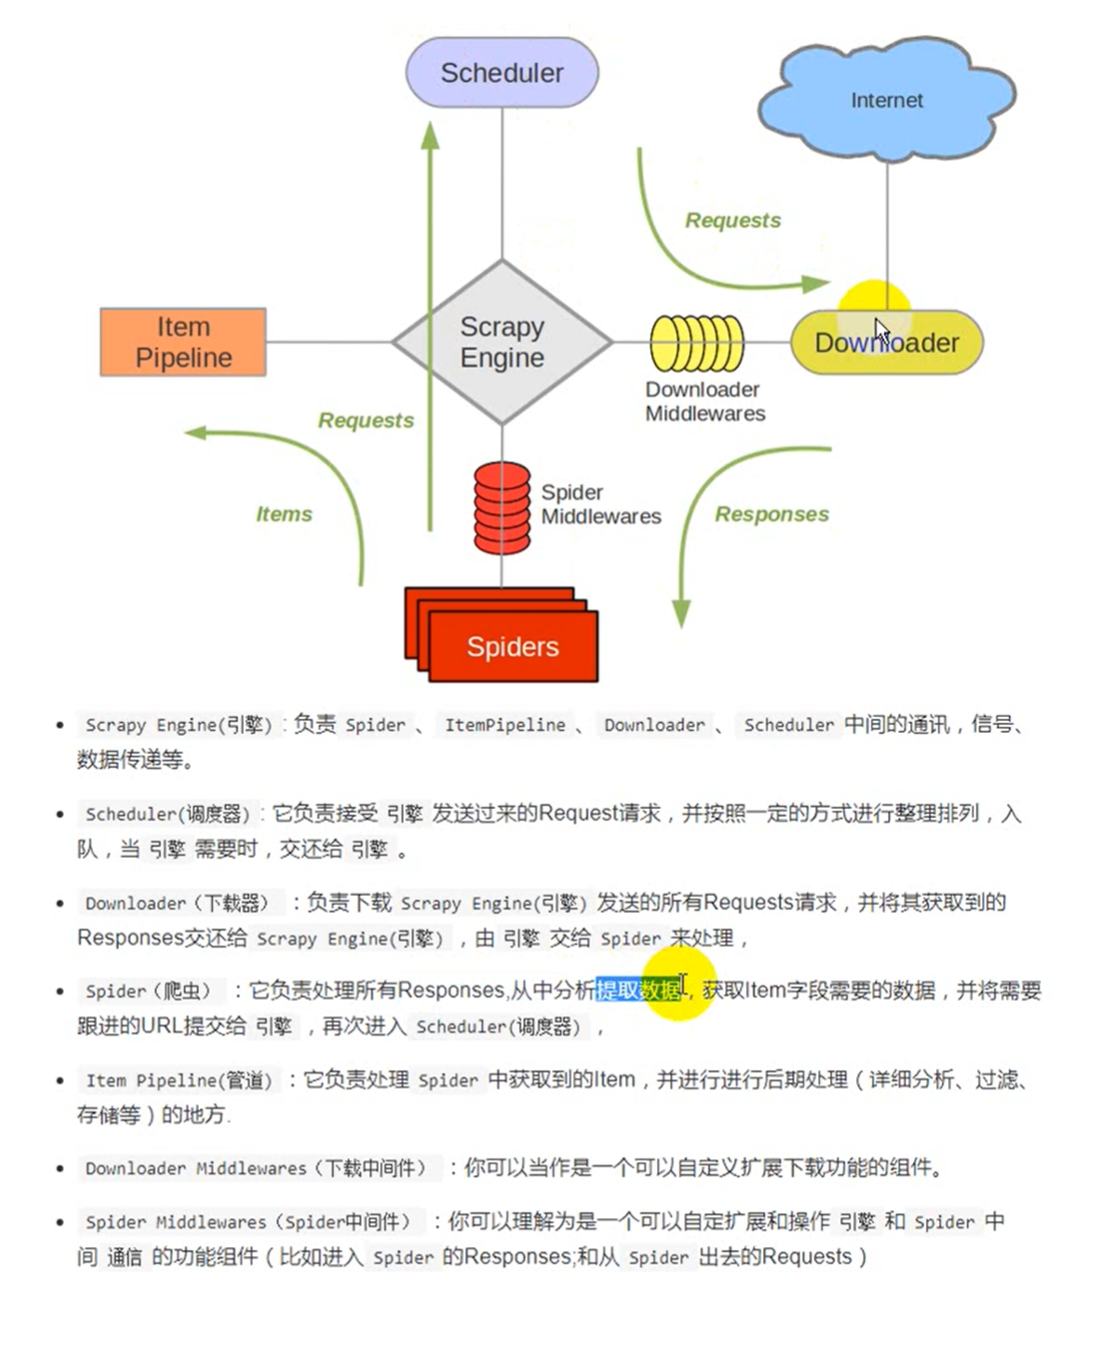 Scheduler
Internet
Requests
Item
Pipeline
Scrapy
Engine
Downloader
Downloader
Middlewares
Requests
Spider
Middlewares
Items
Responses
Spiders
Scrapy Engine(引擎) : 负责 Spider 、 ItemPipeline 、 Downloader 、 Scheduler 中间的通讯，信号、
数据传递等。
Scheduler(调度器) : 它负责接受 引擎 发送过来的Request请求，并按照一定的方式进行整理排列，入
队，当 引擎 需要时，交还给 引擎 。
Downloader（下载器） ：负责下载 Scrapy Engine(引擎) 发送的所有Requests请求，并将其获取到的
Responses交还给 Scrapy Engine(引擎) ，由 引擎 交给 Spider 来处理，
Spider（爬虫） ：它负责处理所有Responses,从中分析提取数据，获取Item字段需要的数据，并将需要
跟进的URL提交给 引擎 ，再次进入 Scheduler(调度器) ，
Item Pipeline(管道) ：它负责处理 Spider 中获取到的Item，并进行进行后期处理（详细分析、过滤、
存储等）的地方.
Downloader Middlewares（下载中间件） ：你可以当作是一个可以自定义扩展下载功能的组件。
Spider Middlewares（Spider中间件） ：你可以理解为是一个可以自定扩展和操作 引擎 和 Spider 中
间 通信 的功能组件（比如进入 Spider 的Responses;和从 Spider 出去的Requests）